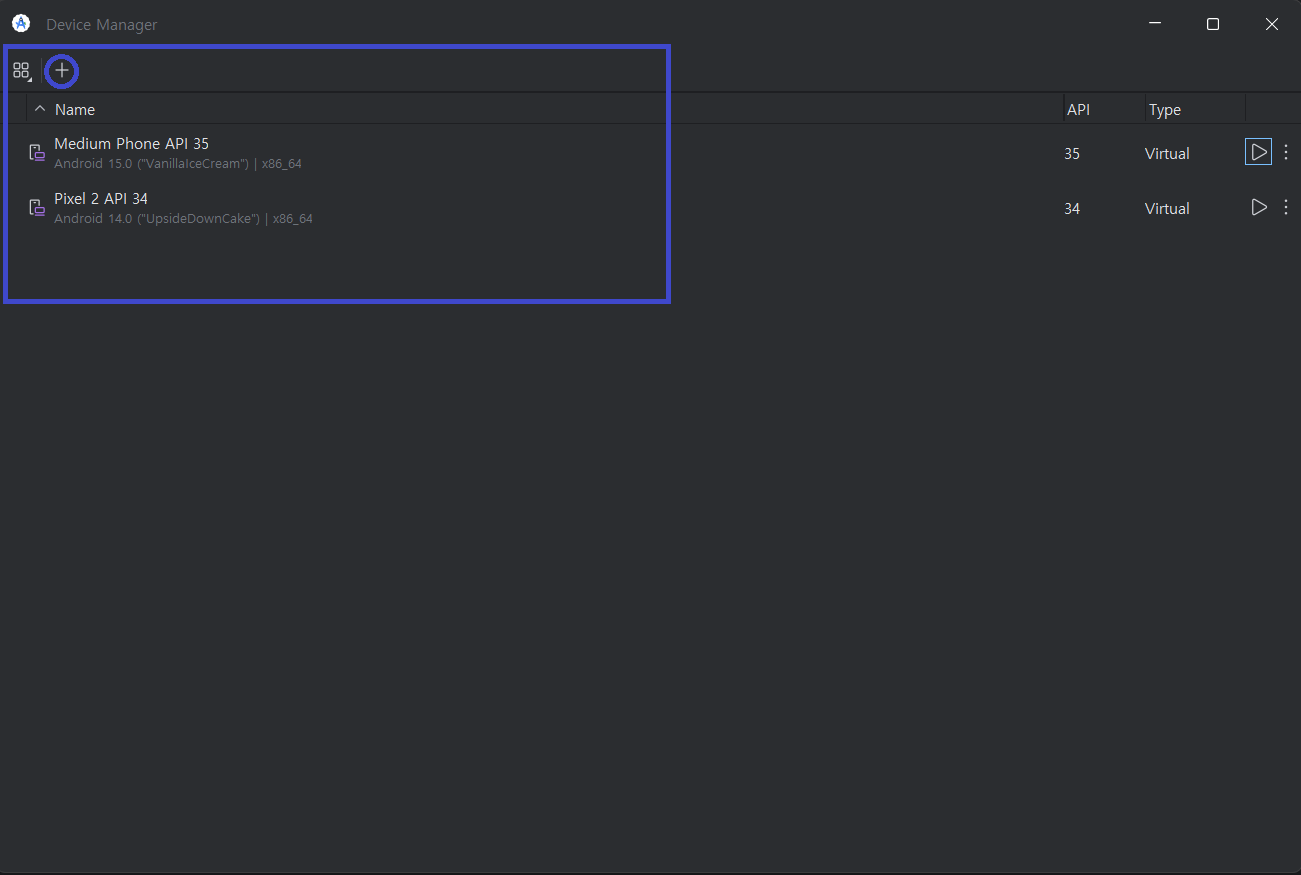 Device Manager
Name API Type
Medium Phone API 35
Android 15.0 ("VanillaIceCream") | x86_64
35 Virtual
Pixel 2 API 34
Android 14.0 ("UpsideDownCake") | x86_64
34 Virtual